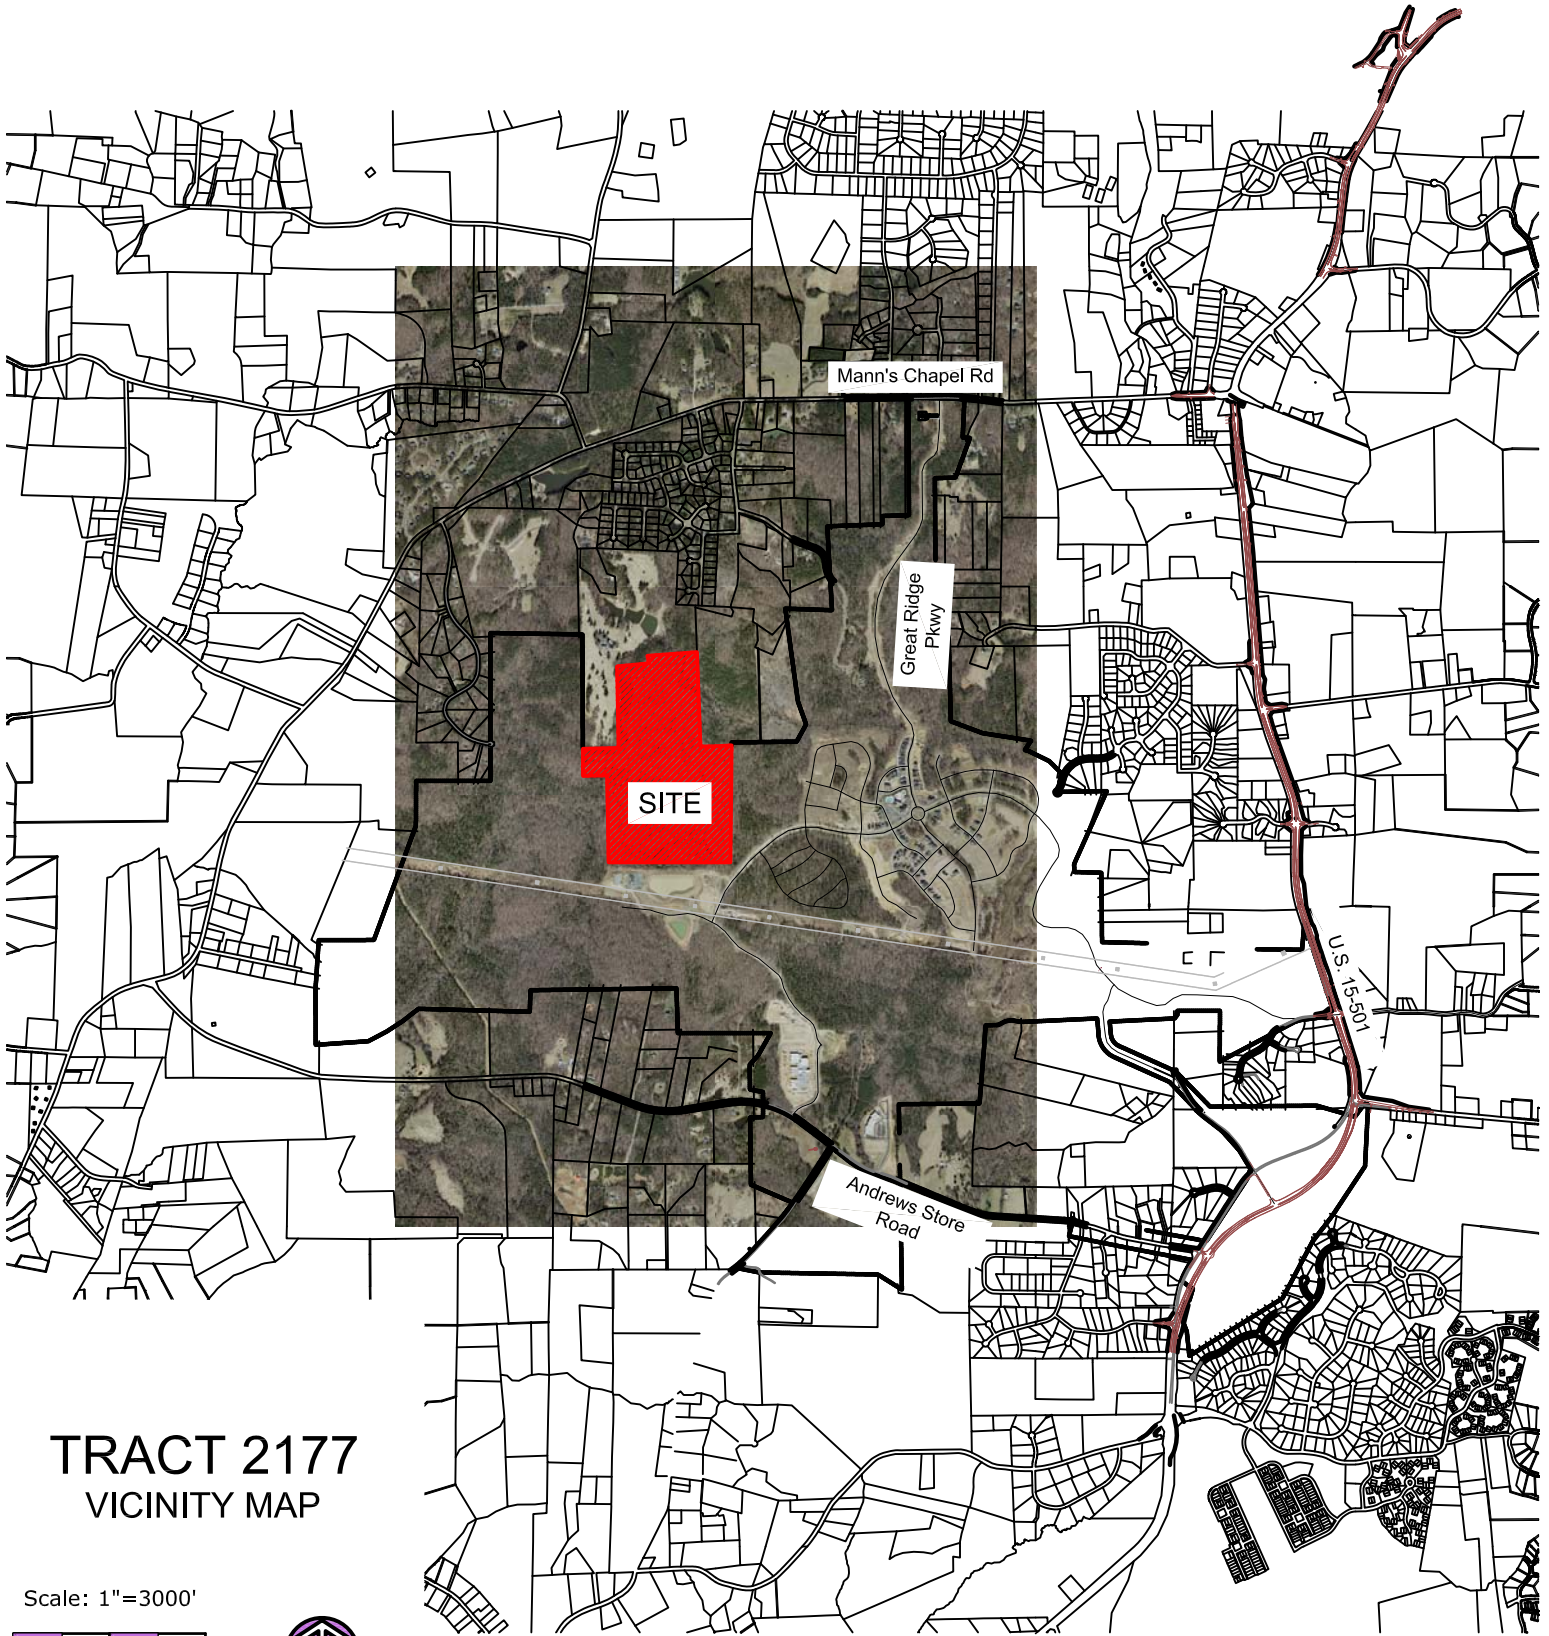 Mann's Chapel Rd
Great Ridge
Pkwy
SITE
U.S. 15-501
Andrews Store
Road
TRACT 2177
VICINITY MAP
Scale: 1"=3000'